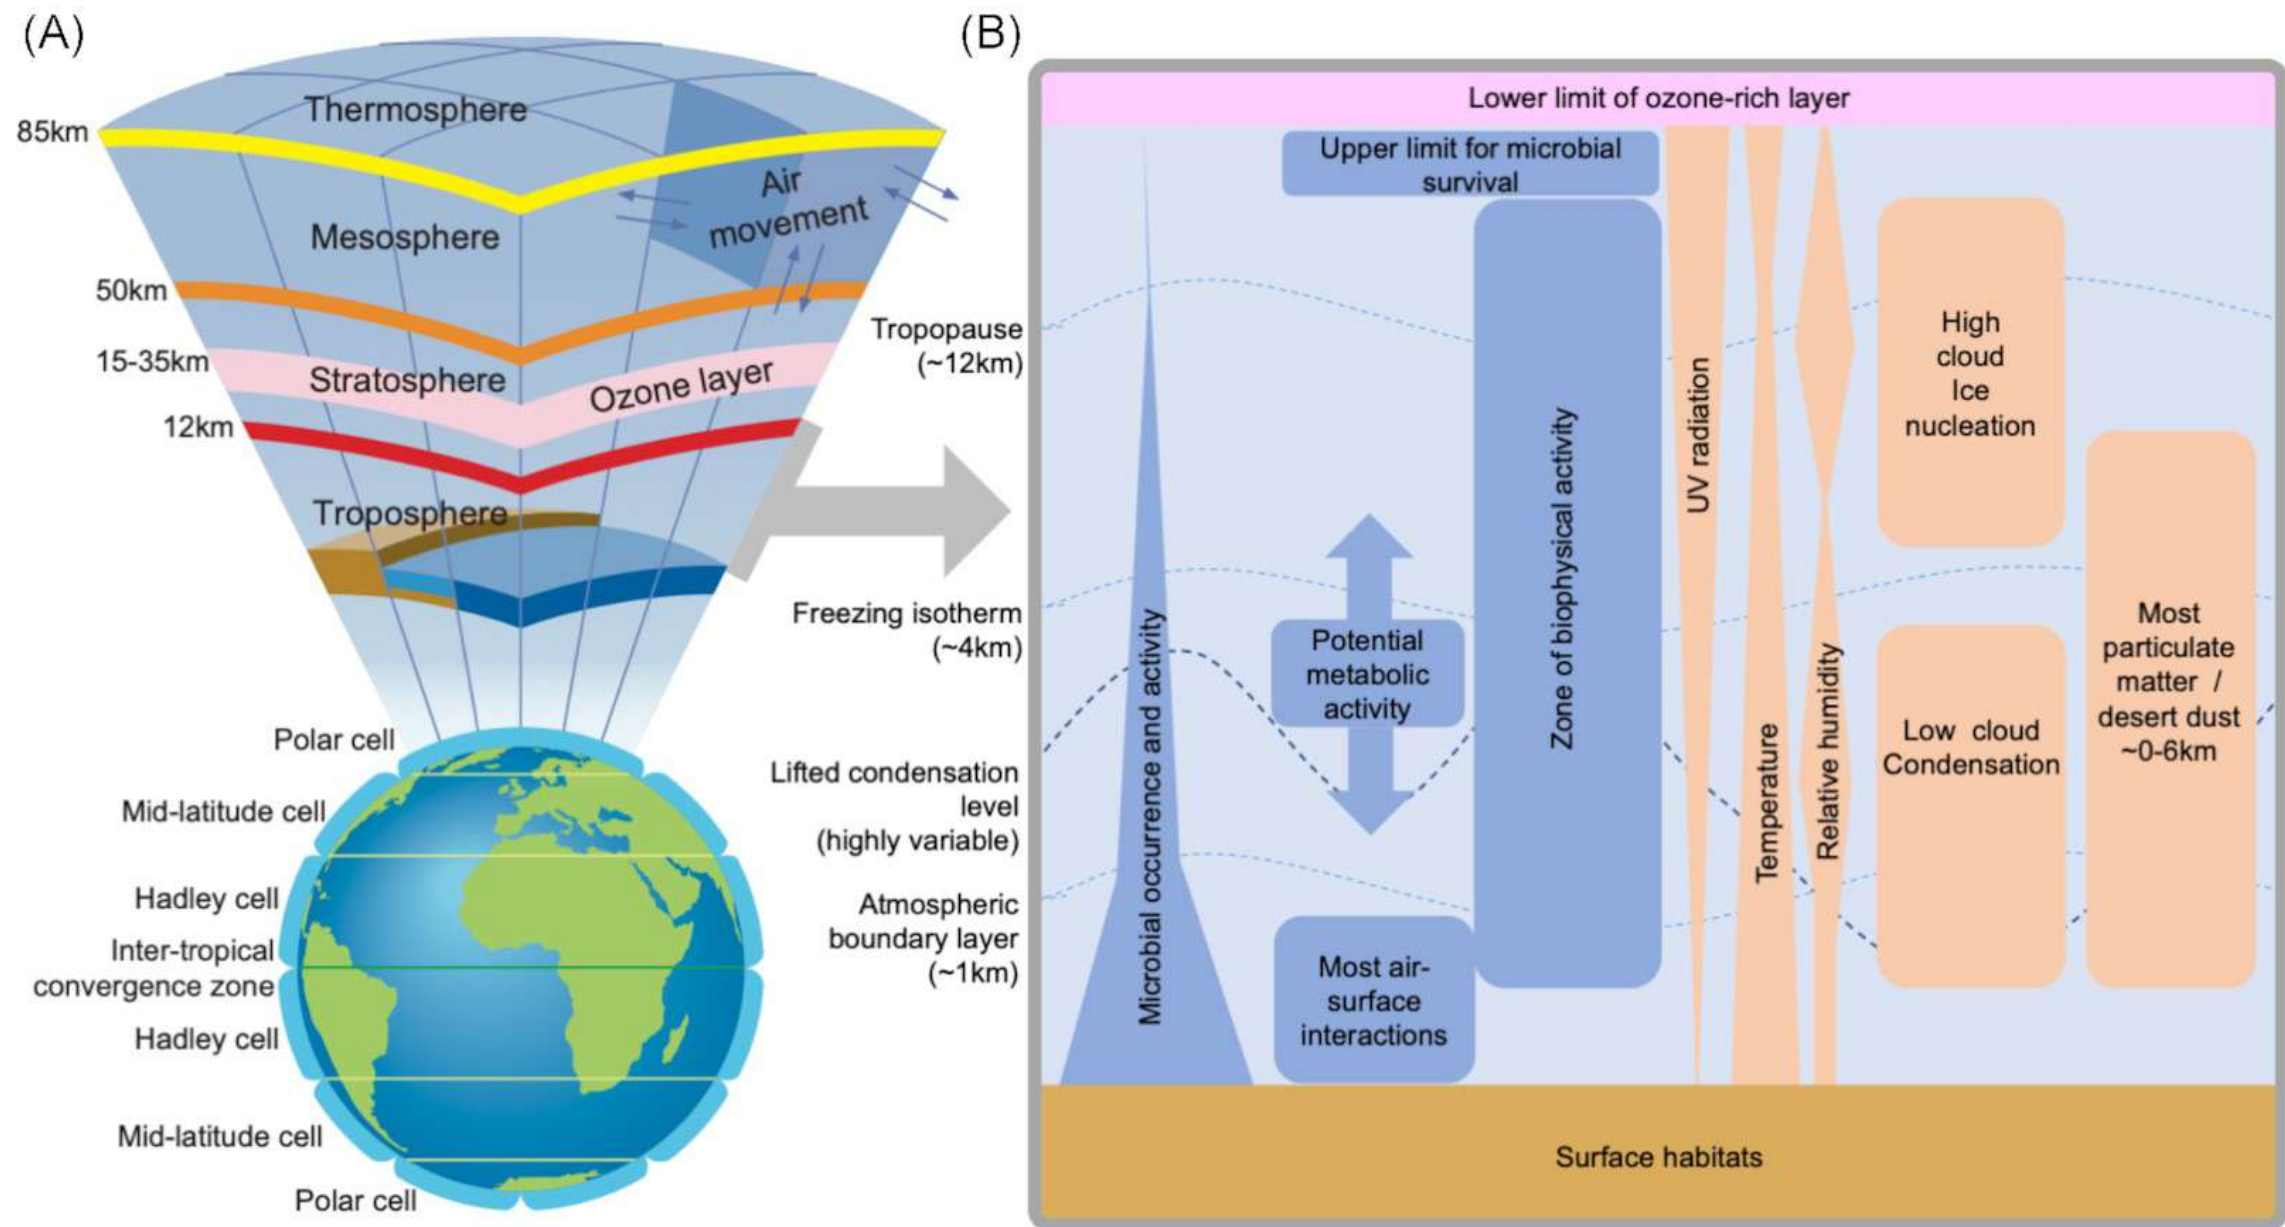 (A)
Thermosphere
85km
Air
movement
Mesosphere
50km
15-35km
Stratosphere
Ozone layer
12km
Troposphere
Polar cell
Mid-latitude cell
Hadley cell
Inter-tropical
convergence zone
Hadley cell
Mid-latitude cell
Polar cell
(B)
Tropopause
(~12km)
Freezing isotherm
(~4km)
Lifted condensation
level
(highly variable)
Atmospheric
boundary layer
(~1km)
Lower limit of ozone-rich layer
Upper limit for microbial
survival
Microbial occurrence and activity
Potential
metabolic
activity
Most air-
surface
interactions
Zone of biophysical activity
UV radiation
Temperature
Relative humidity
High
cloud
Ice
nucleation
Low cloud
Condensation
Most
particulate
matter /
desert dust
~0-6km
Surface habitats